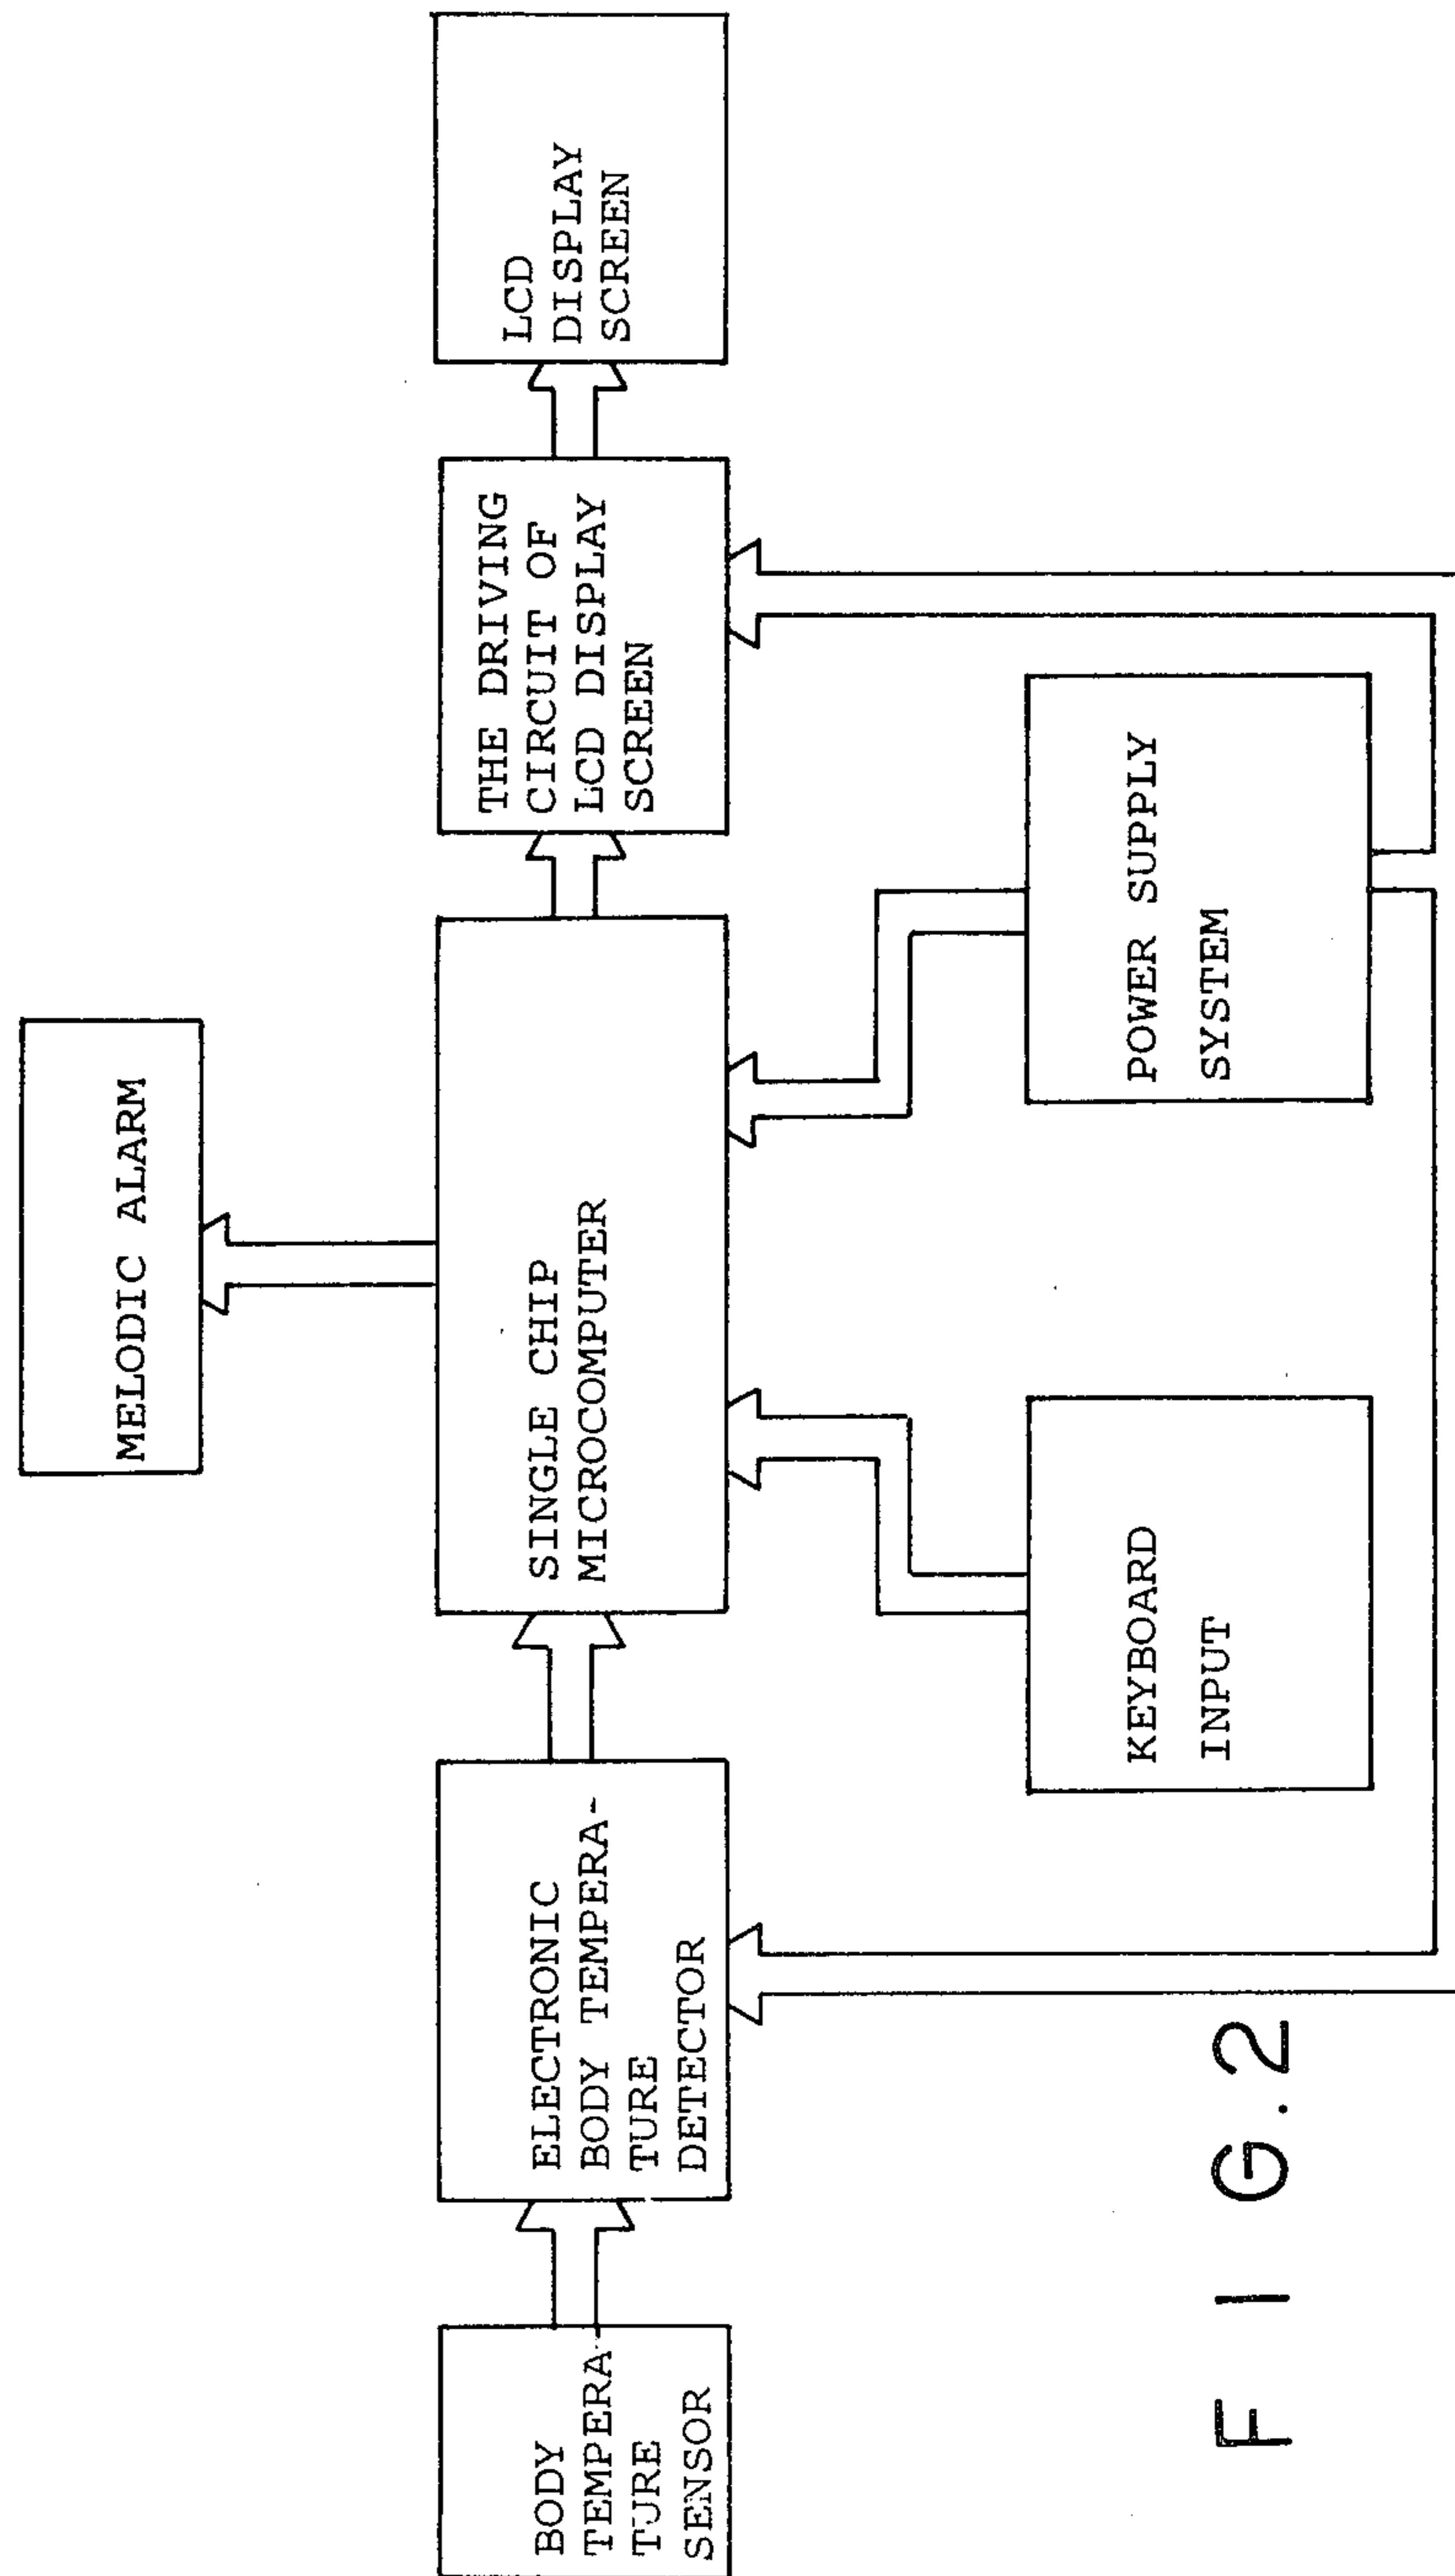 MELODIC ALARM
BODY
TEMPERA-
TURE
SENSOR
ELECTRONIC
BODY TEMPERA-
TURE
DETECTOR
SINGLE CHIP
MICROCOMPUTER
THE DRIVING
CIRCUIT OF
LCD DISPLAY
SCREEN
LCD
DISPLAY
SCREEN
KEYBOARD
INPUT
POWER SUPPLY
SYSTEM
FIG.2